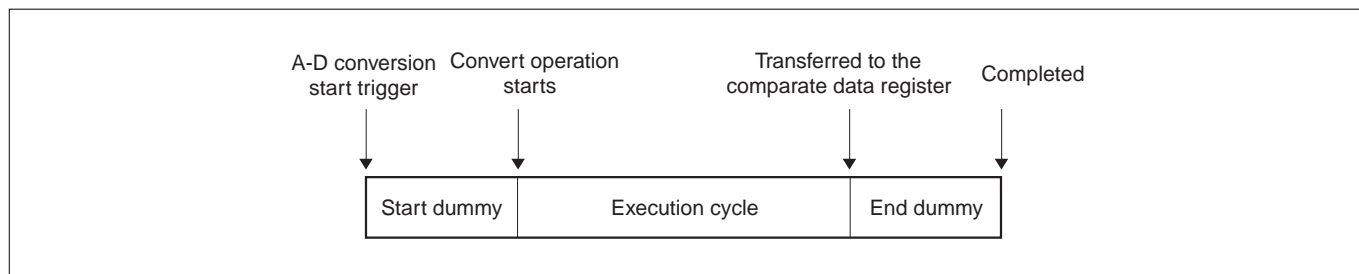 A-D conversion
start trigger
Convert operation
starts
Transferred to the
comparate data register
Completed
Start dummy
Execution cycle
End dummy